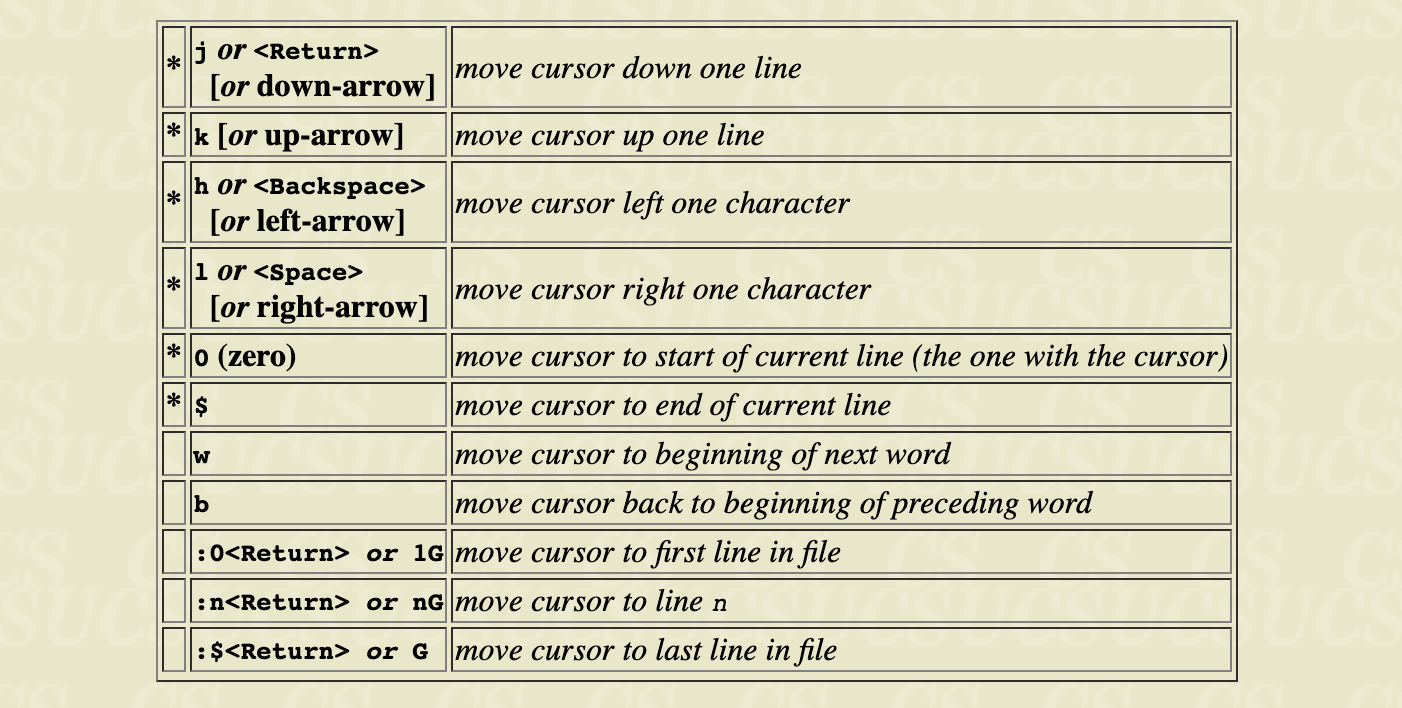 * j or <Return> move cursor down one line
[or down-arrow]
* k [or up-arrow] move cursor up one line
* h or <Backspace> move cursor left one character
[or left-arrow]
* l or <Space> move cursor right one character
[or right-arrow]
* 0 (zero) move cursor to start of current line (the one with the cursor)
* $ move cursor to end of current line
w move cursor to beginning of next word
b move cursor back to beginning of preceding word
:0<Return> or 1G move cursor to first line in file
:n<Return> or nG move cursor to line n
:$<Return> or G move cursor to last line in file